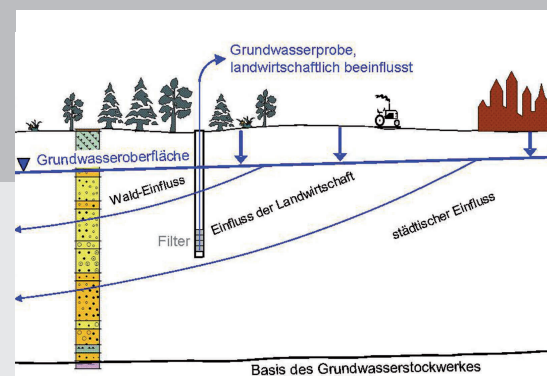 Grundwasserprobe,
landwirtschaftlich beeinflusst
Grundwasseroberfläche
Wald-Einfluss
Einfluss der Landwirtschaft
städtischer Einfluss
Filter
Basis des Grundwasserstockwerkes